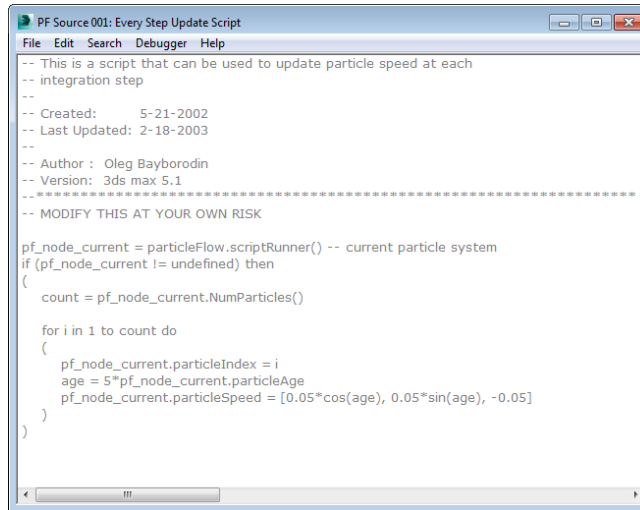 PF Source 001: Every Step Update Script
File Edit Search Debugger Help
-- This is a script that can be used to update particle speed at each
-- integration step
--
-- Created: 5-21-2002
-- Last Updated: 2-18-2003
--
-- Author : Oleg Bayborodin
-- Version: 3ds max 5.1
--*******************************************************************
-- MODIFY THIS AT YOUR OWN RISK
pf_node_current = particleFlow.scriptRunner() -- current particle system
if (pf_node_current != undefined) then
(
count = pf_node_current.NumParticles()
for i in 1 to count do
(
pf_node_current.particleIndex = i
age = 5*pf_node_current.particleAge
pf_node_current.particleSpeed = [0.05*cos(age), 0.05*sin(age), -0.05]
)
)